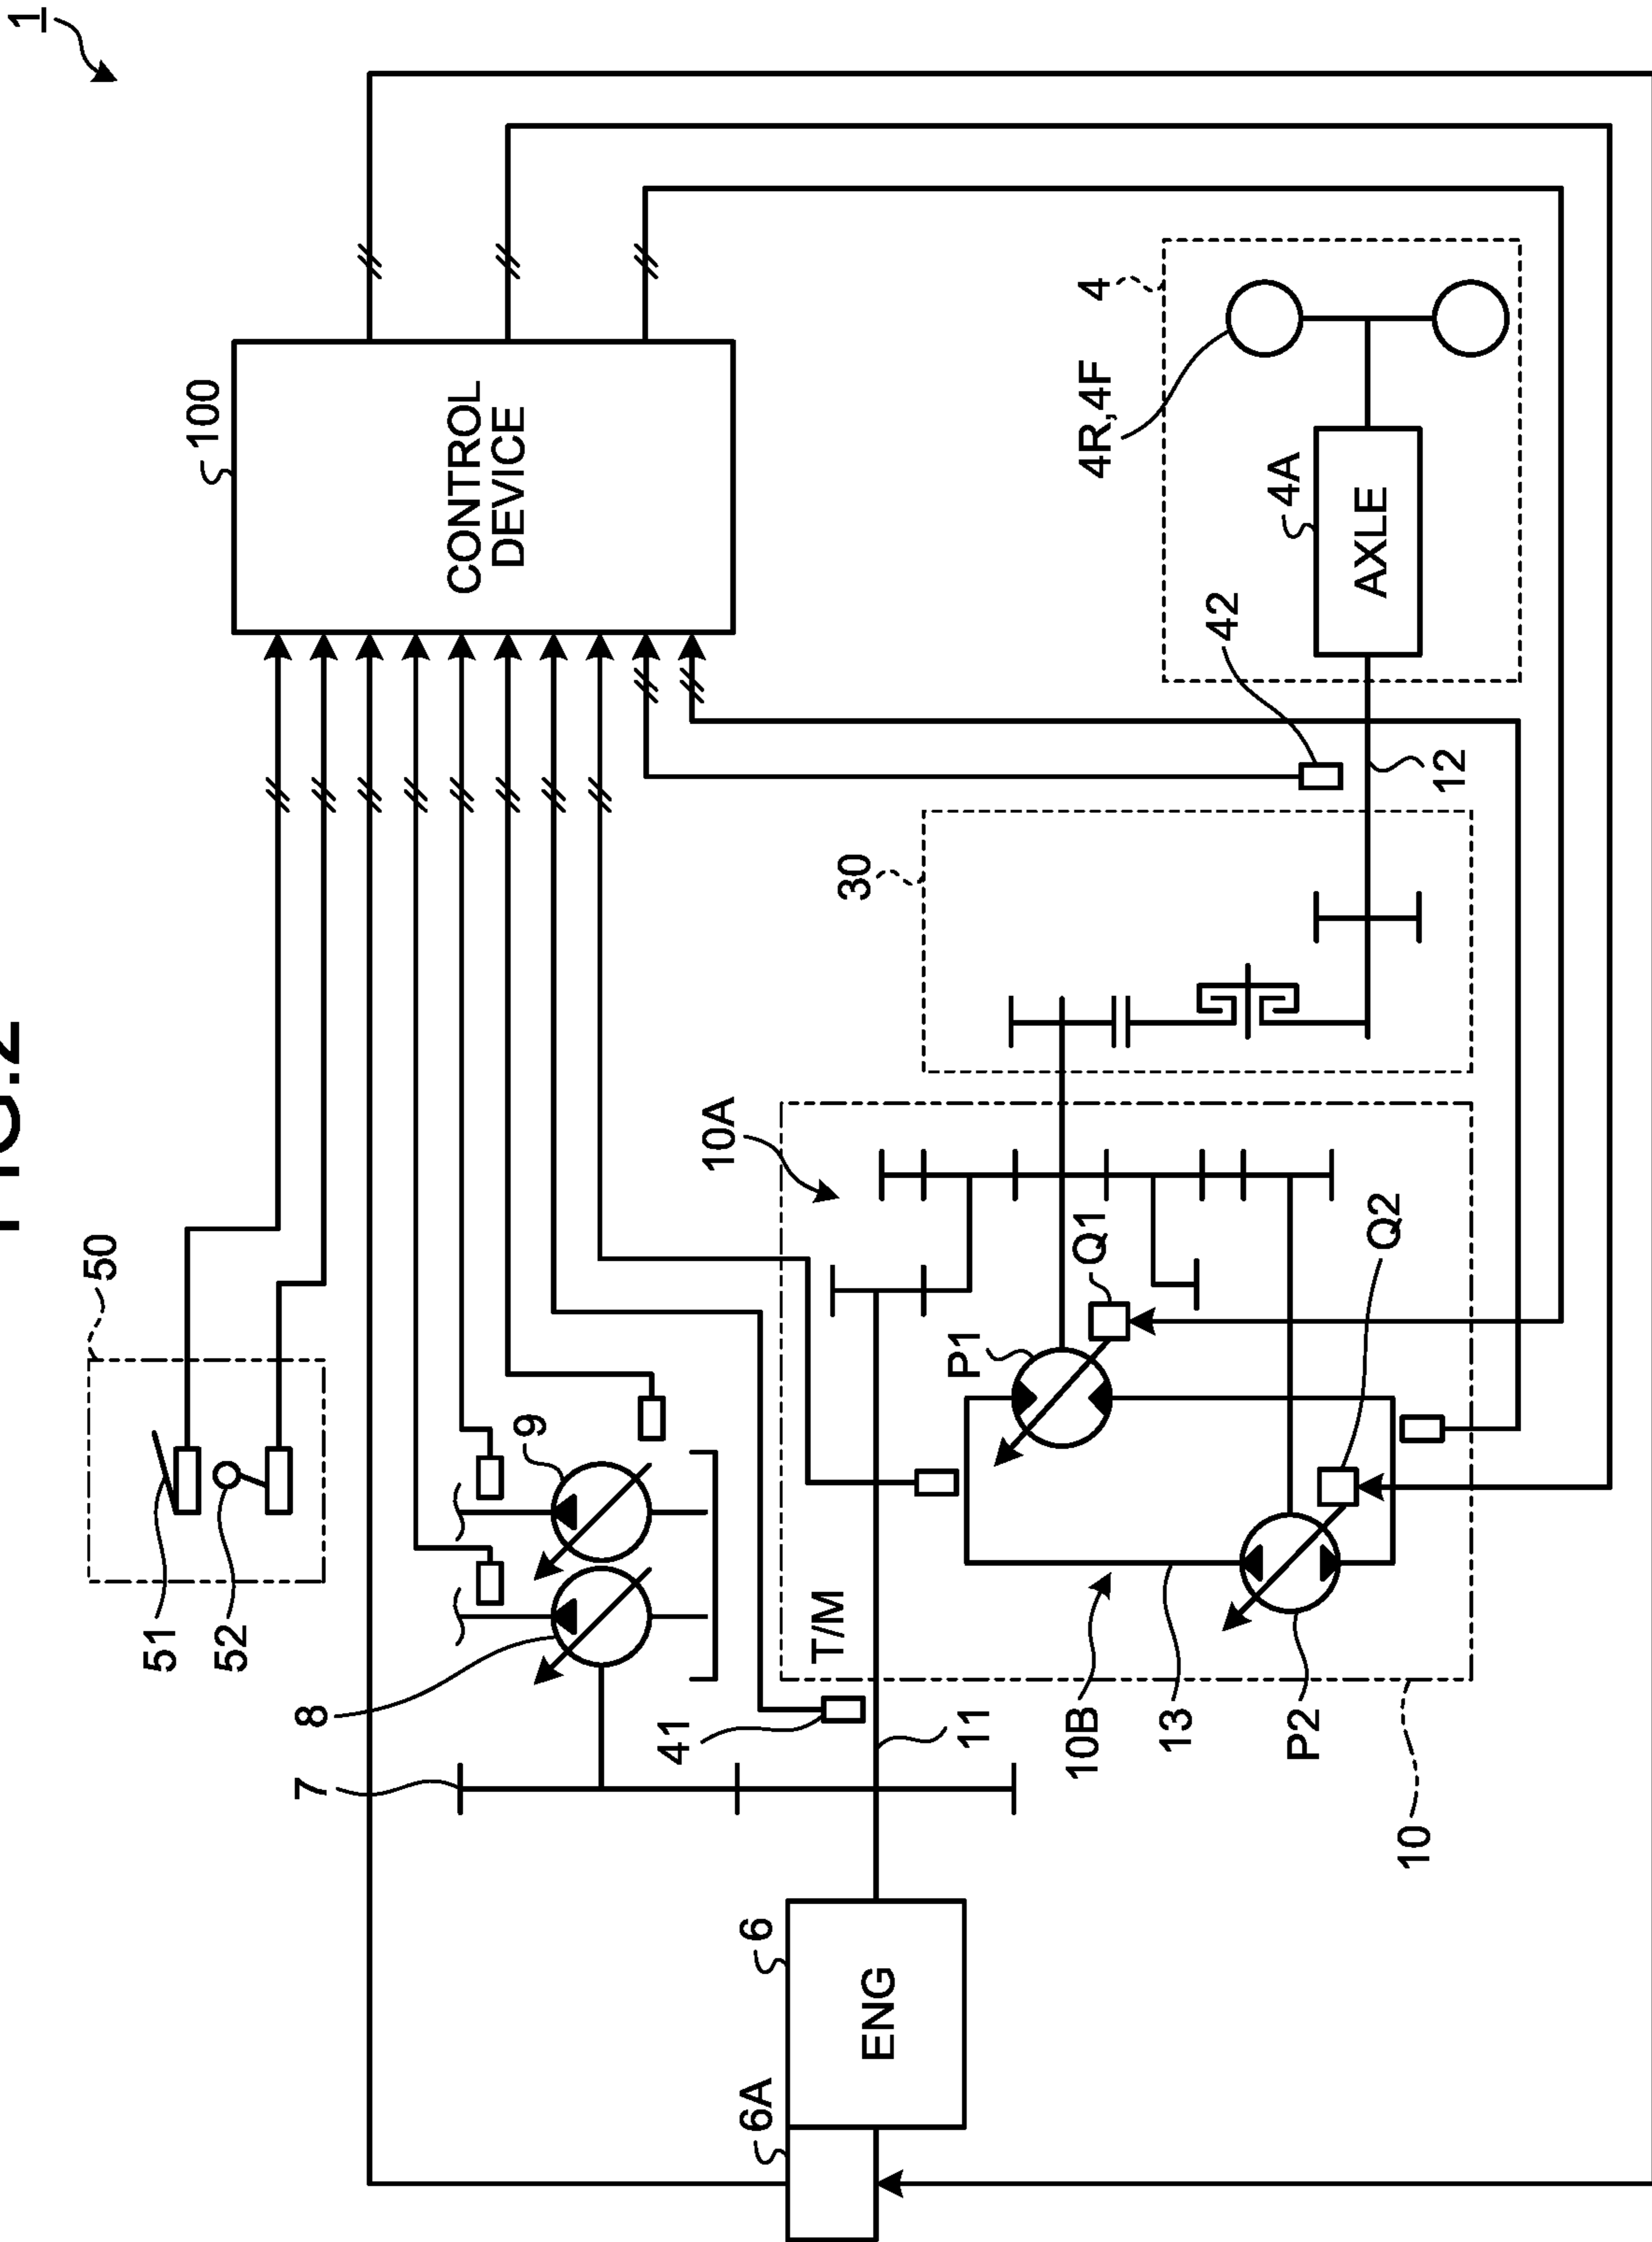 FIG.2
1
50
51
52
100
CONTROL
DEVICE
7
8
9
41
11
6A
6
ENG
T/M
10A
10B
13
P1
Q1
P2
Q2
10
30
42
12
4
4R,4F
4A
AXLE